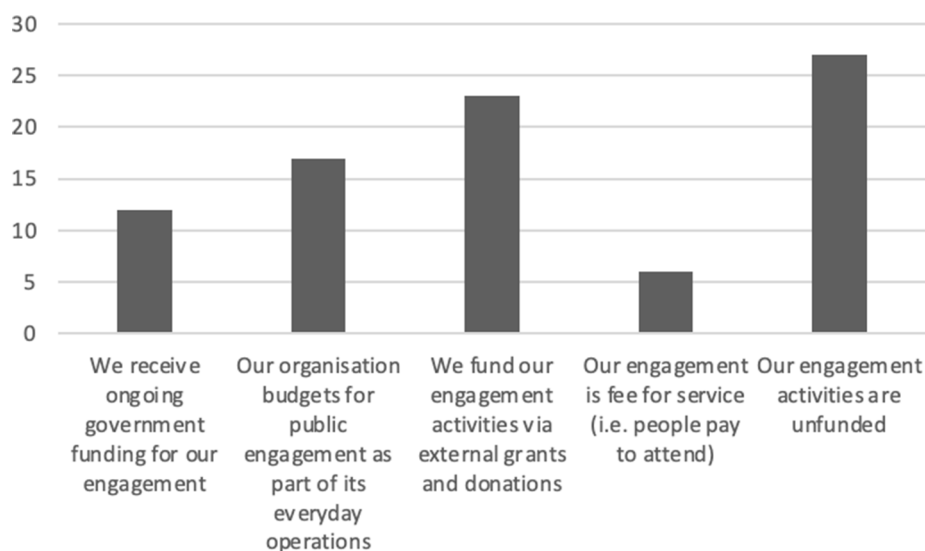 30
25
20
15
10
5
0
We receive
ongoing
government
funding for our
engagement
Our organisation
budgets for
public
engagement as
part of its
everyday
operations
We fund our
engagement
activities via
external grants
and donations
Our engagement
is fee for service
(i.e. people pay
to attend)
Our engagement
activities are
unfunded